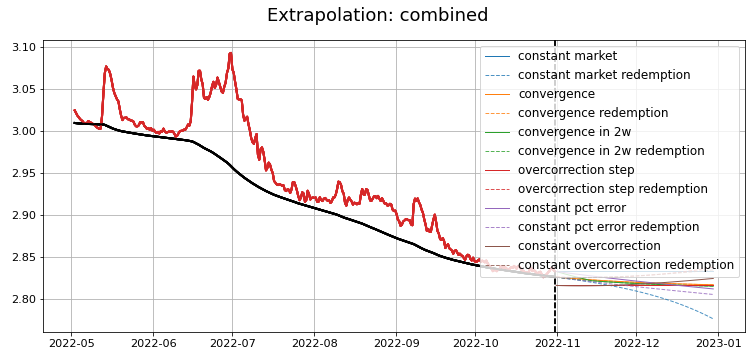 Extrapolation: combined
3.10
3.05
3.00
2.95
2.90
2.85
2.80
constant market
constant market redemption
convergence
convergence redemption
convergence in 2w
convergence in 2w redemption
overcorrection step
overcorrection step redemption
constant pct error
constant pct error redemption
constant overcorrection
constant overcorrection redemption
2022-05 2022-06 2022-07 2022-08 2022-09 2022-10 2022-11 2022-12 2023-01